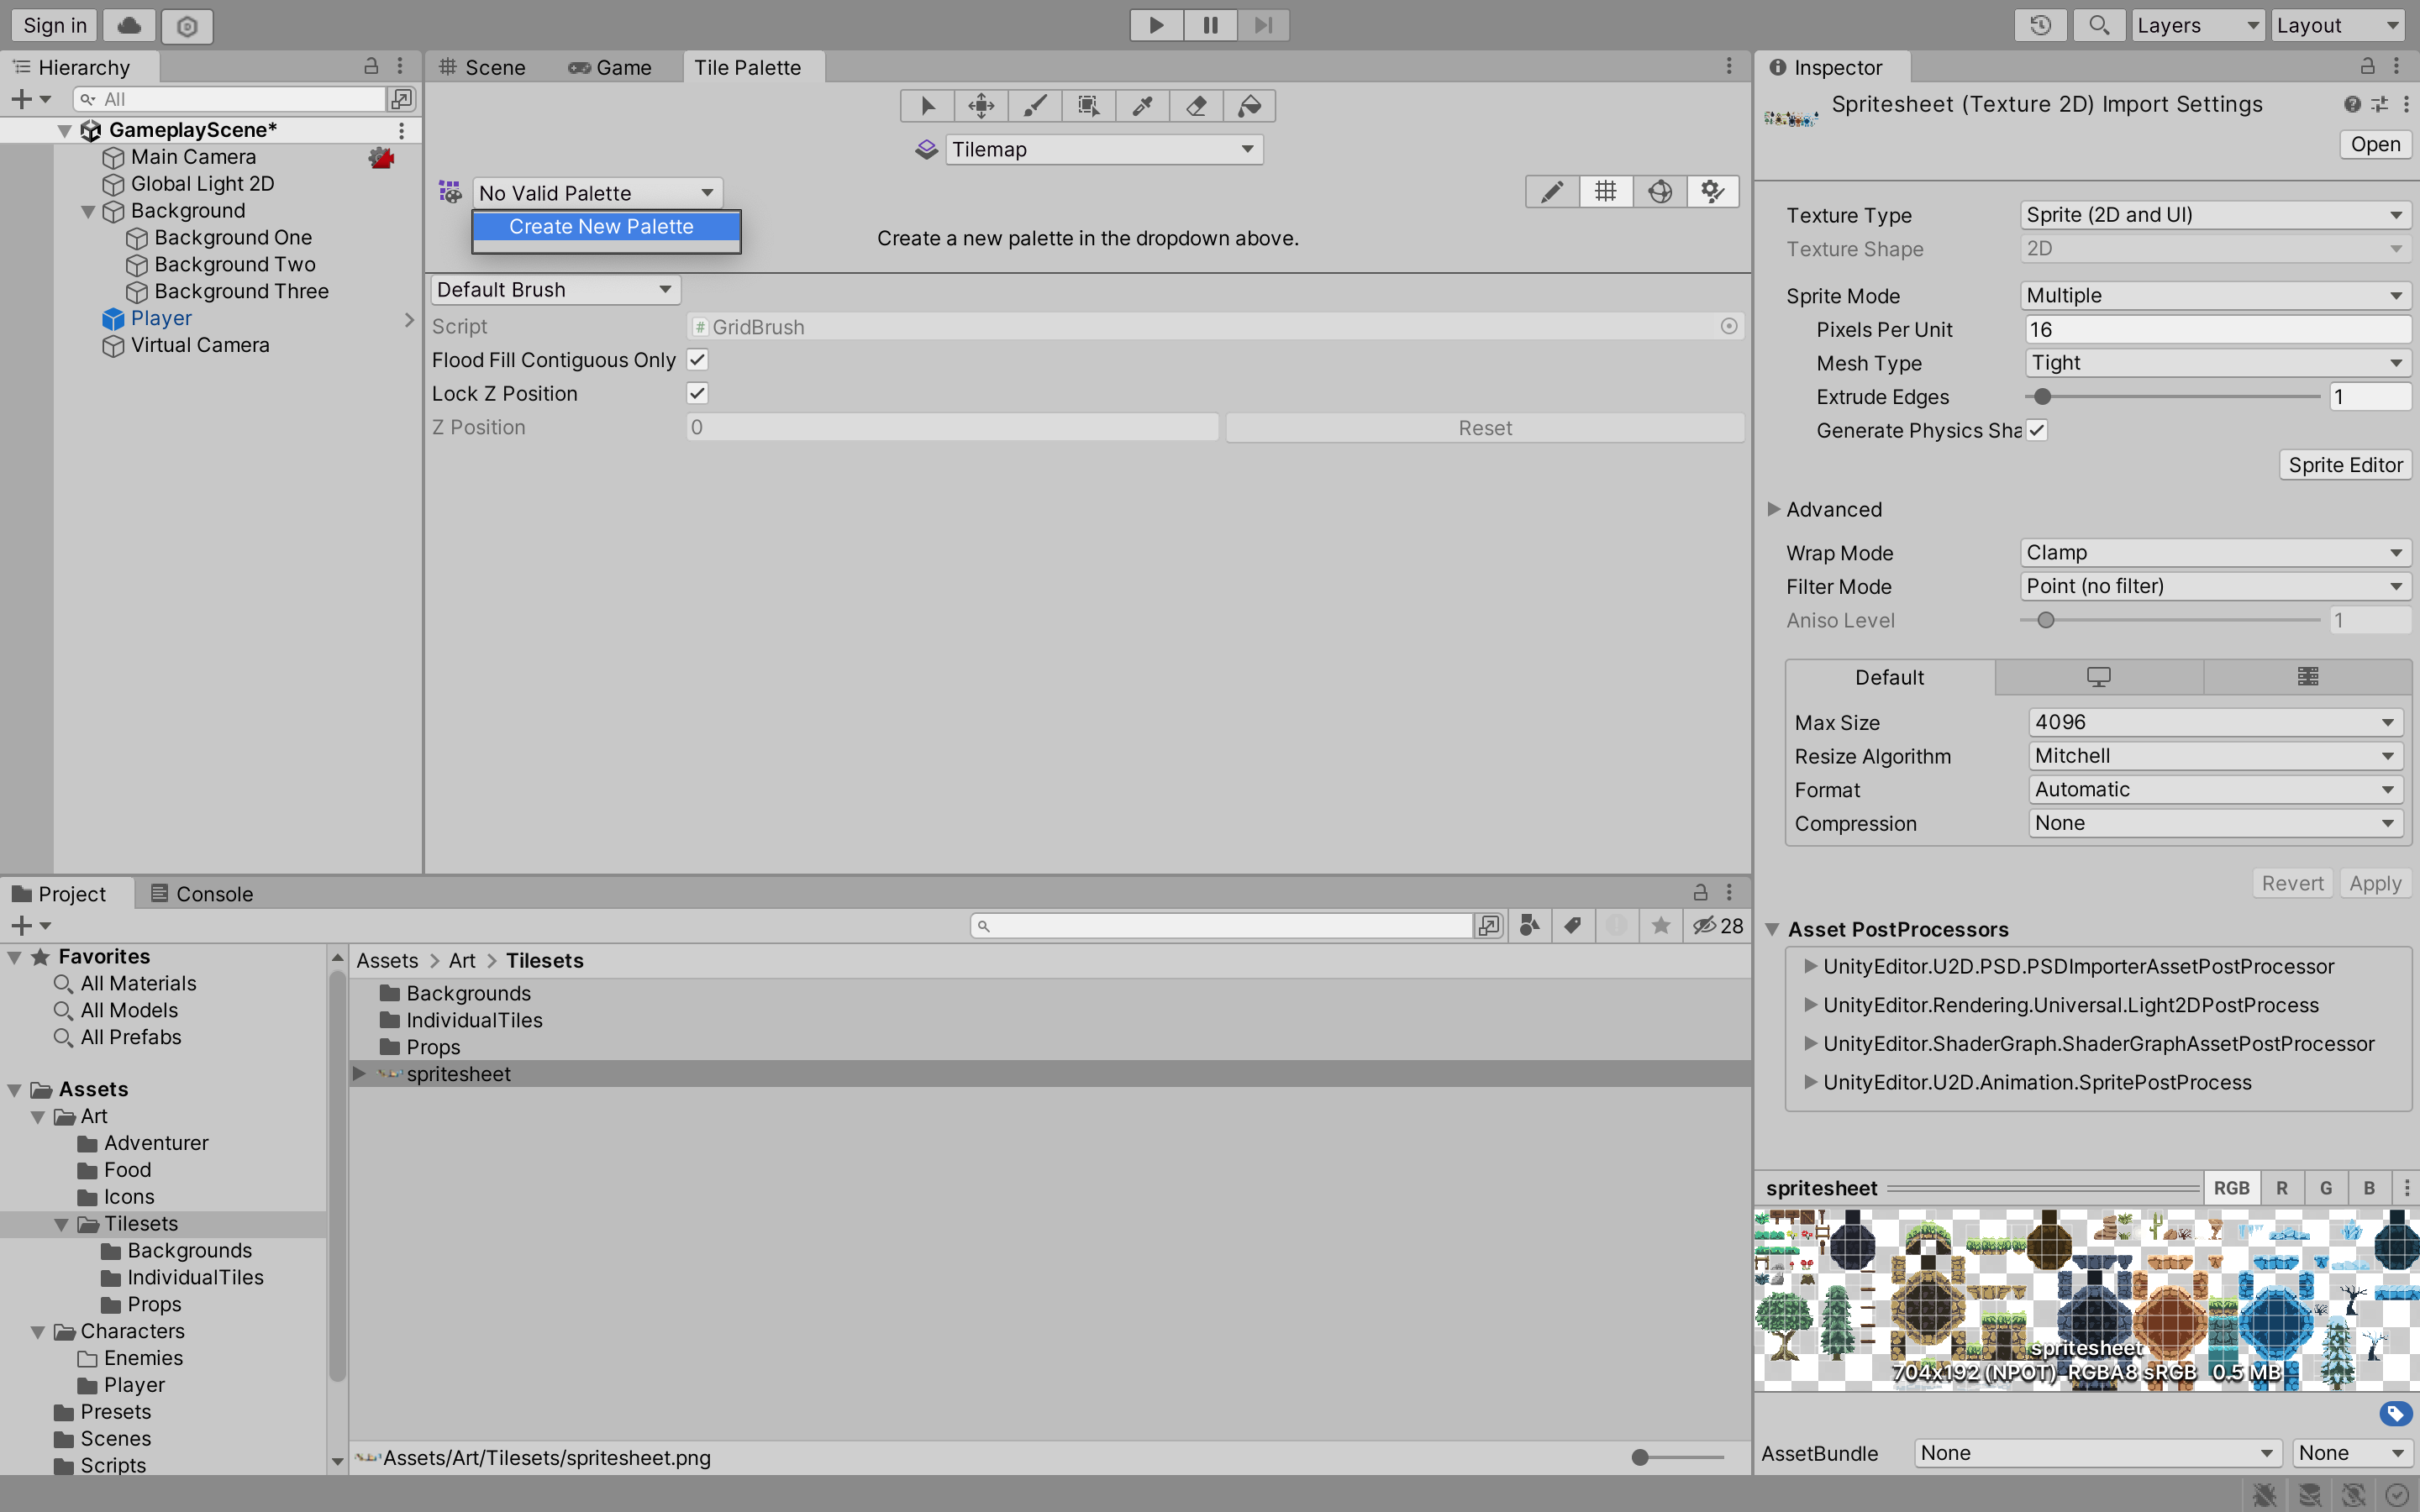 Sign in
Layers
Layout
Hierarchy
All
GameplayScene*
Main Camera
Global Light 2D
Background
Background One
Background Two
Background Three
Player
Virtual Camera
Scene
Game
Tile Palette
Tilemap
No Valid Palette
Create New Palette
Create a new palette in the dropdown above.
Default Brush
Script
# GridBrush
Flood Fill Contiguous Only
Lock Z Position
Z Position
0
Reset
Inspector
Spritesheet (Texture 2D) Import Settings
Open
Texture Type
Sprite (2D and UI)
Texture Shape
2D
Sprite Mode
Multiple
Pixels Per Unit
16
Mesh Type
Tight
Extrude Edges
1
Generate Physics Sha
Sprite Editor
Advanced
Wrap Mode
Clamp
Filter Mode
Point (no filter)
Aniso Level
1
Default
Max Size
4096
Resize Algorithm
Mitchell
Format
Automatic
Compression
None
Revert
Apply
Asset PostProcessors
UnityEditor.U2D.PSD.PSDImporterAssetPostProcessor
UnityEditor.Rendering.Universal.Light2DPostProcess
UnityEditor.ShaderGraph.ShaderGraphAssetPostProcessor
UnityEditor.U2D.Animation.SpritePostProcess
spritesheet
RGB
R
G
B
spritesheet
704x192 (NPOT) RGBA8 sRGB 0.5 MB
AssetBundle
None
None
Project
Console
28
Favorites
All Materials
All Models
All Prefabs
Assets
Art
Adventurer
Food
Icons
Tilesets
Backgrounds
IndividualTiles
Props
Characters
Enemies
Player
Presets
Scenes
Scripts
Assets > Art > Tilesets
Backgrounds
IndividualTiles
Props
spritesheet
Assets/Art/Tilesets/spritesheet.png